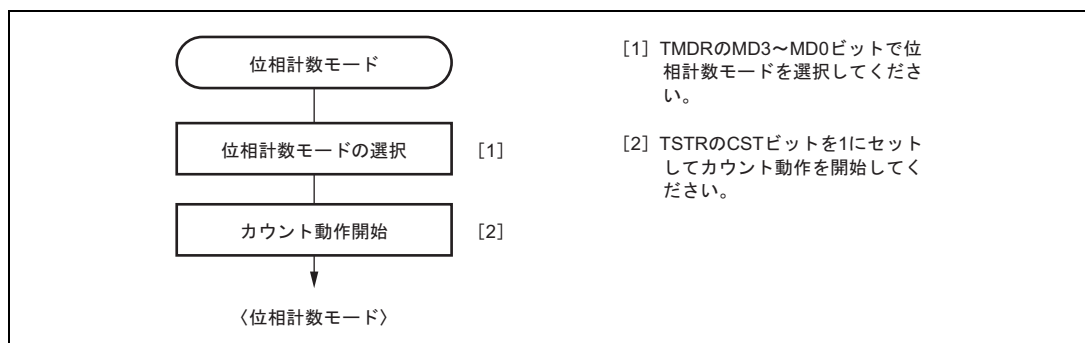 位相計数モード
位相計数モードの選択 [1]
カウント動作開始 [2]
〈位相計数モード〉
[1] TMDRのMD3～MD0ビットで位
相計数モードを選択してくださ
い。
[2] TSTRのCSTビットを1にセット
してカウント動作を開始してく
ださい。